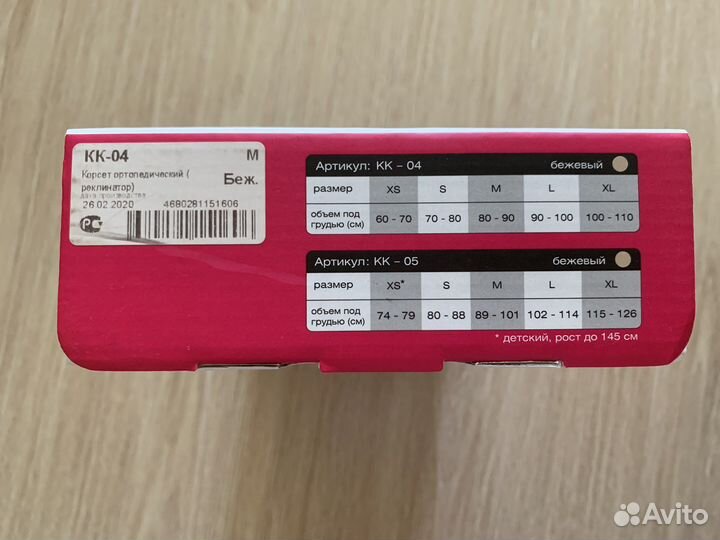 КК-04 М
Корсет ортопедический (
реклинатор) Беж.
дата производства
26.02.2020 4680281151606
РС
Артикул: КК – 04 бежевый
размер XS S M L XL
объем под грудью (см) 60 - 70 70 - 80 80 - 90 90 - 100 100 - 110
Артикул: КК – 05 бежевый
размер XS* S M L XL
объем под грудью (см) 74 - 79 80 - 88 89 - 101 102 - 114 115 - 126
* детский, рост до 145 см
Avito